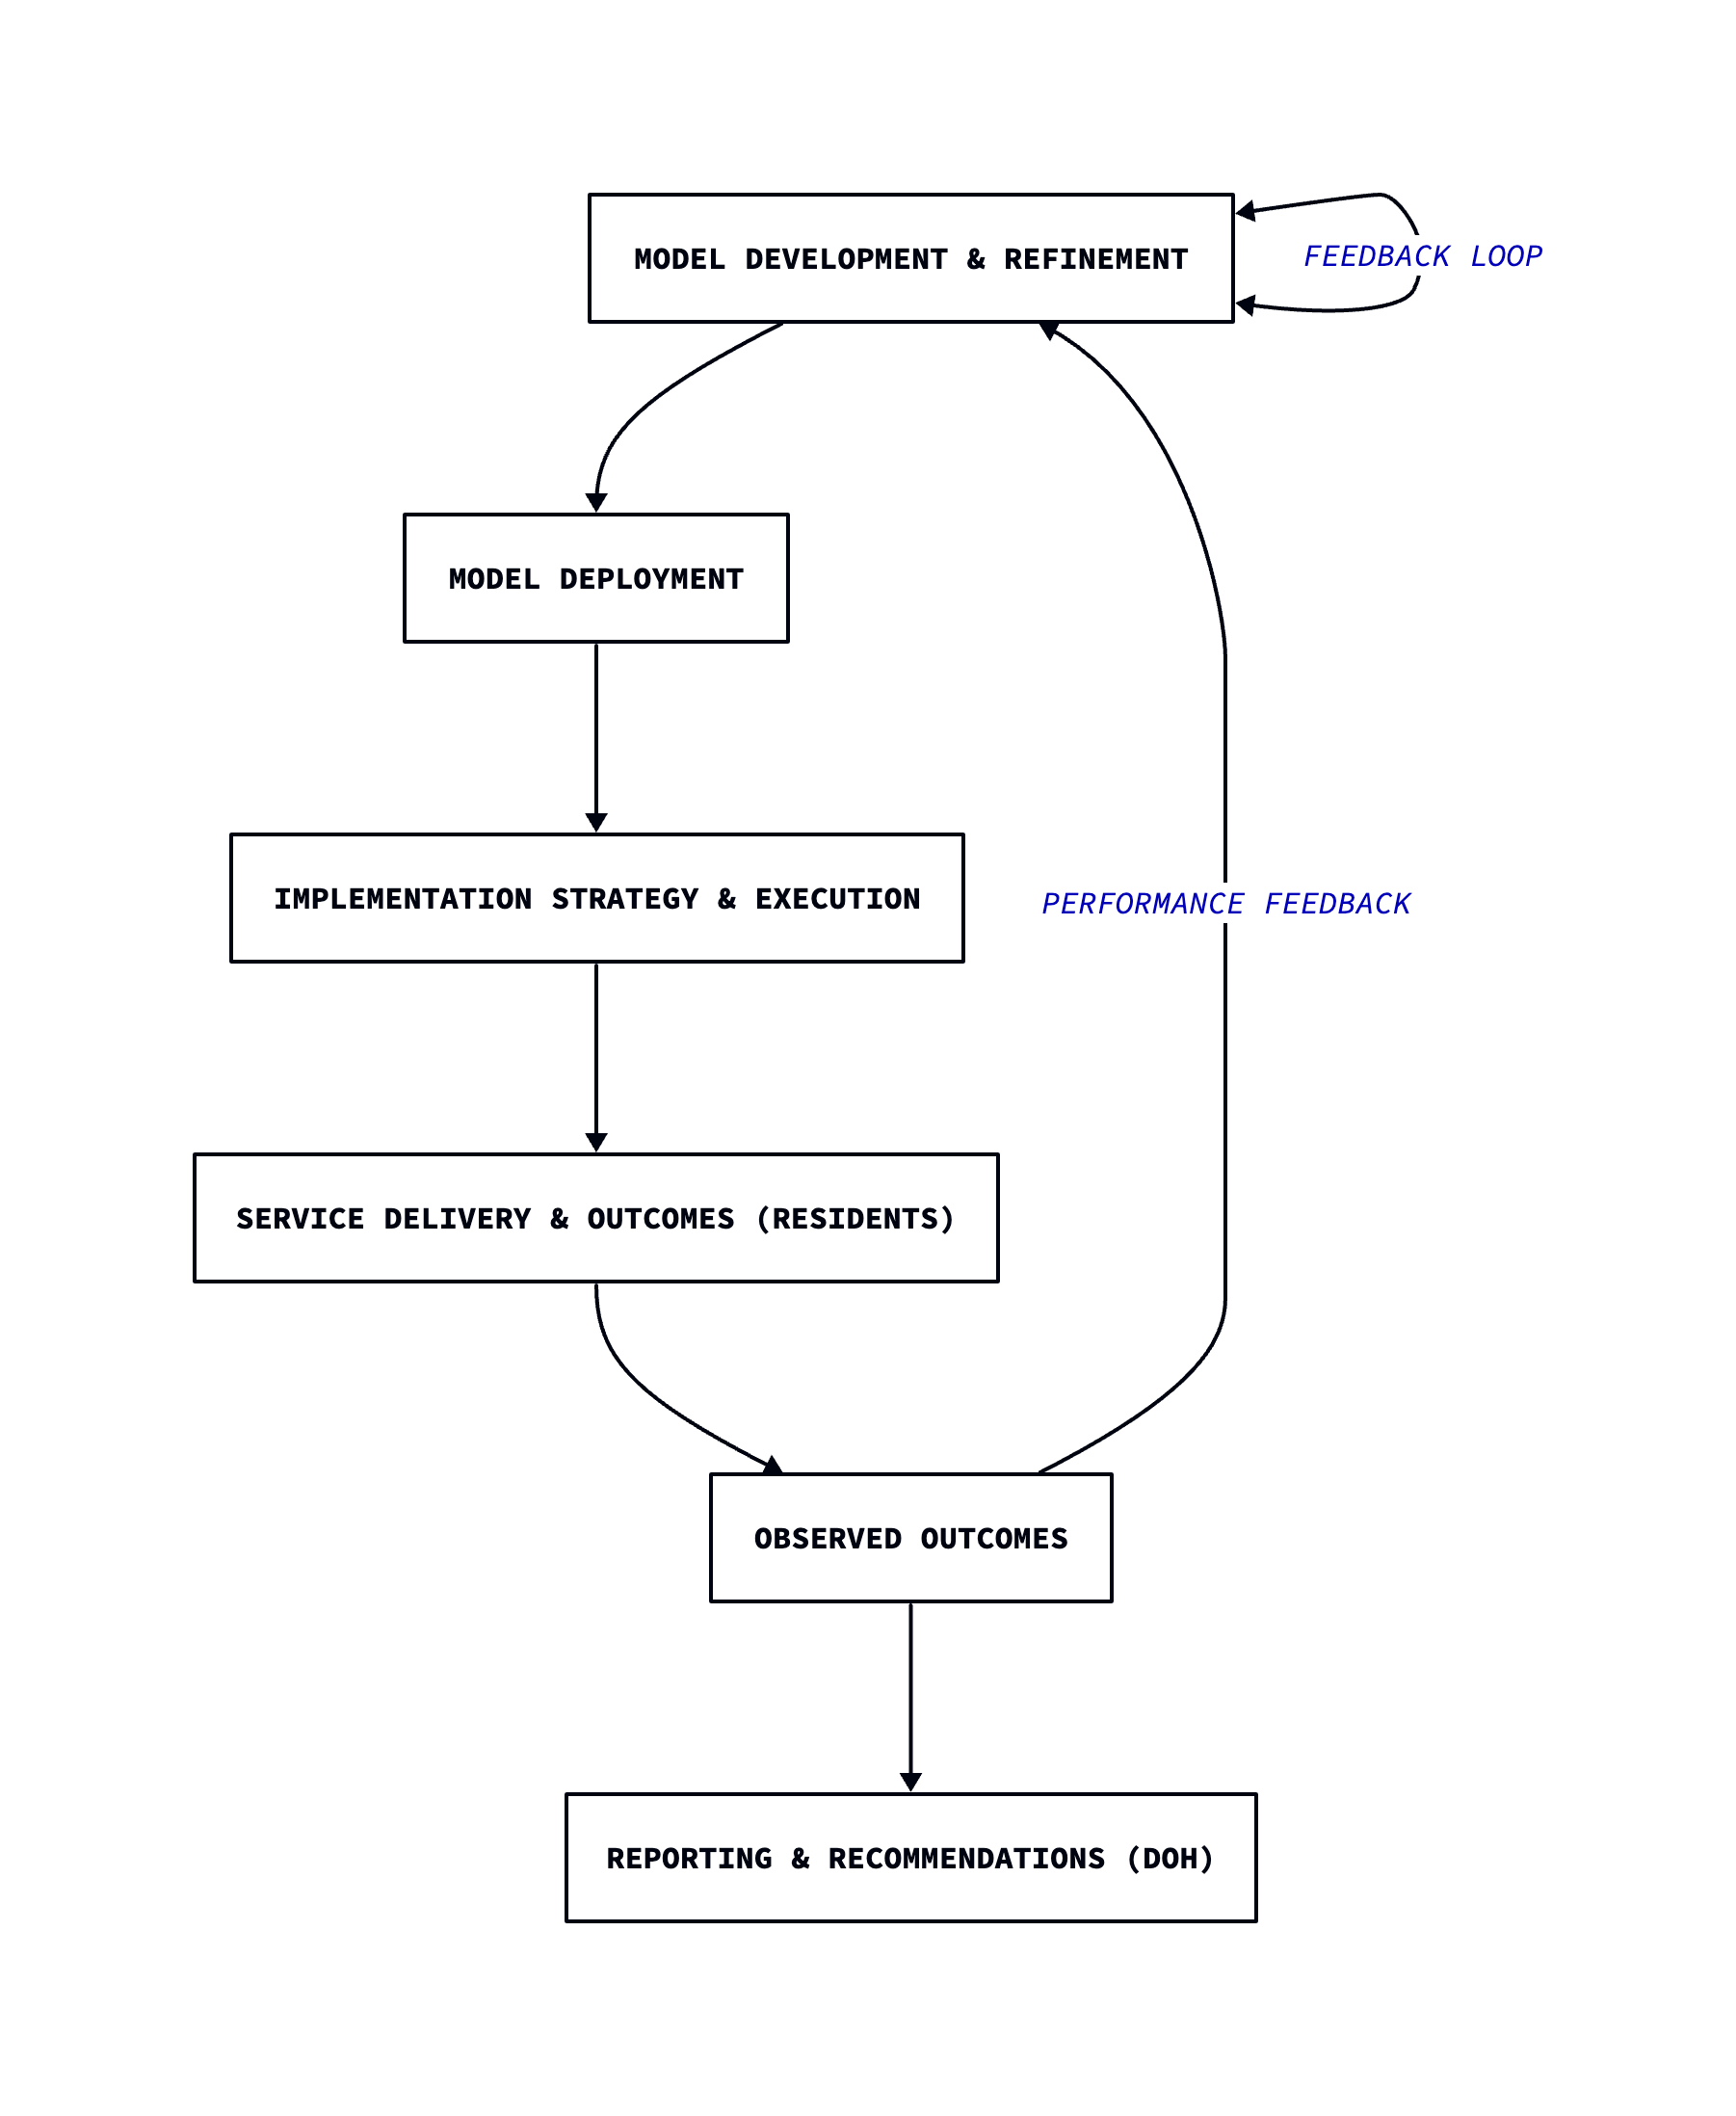 MODEL DEVELOPMENT & REFINEMENT
FEEDBACK LOOP
MODEL DEPLOYMENT
IMPLEMENTATION STRATEGY & EXECUTION
PERFORMANCE FEEDBACK
SERVICE DELIVERY & OUTCOMES (RESIDENTS)
OBSERVED OUTCOMES
REPORTING & RECOMMENDATIONS (DOH)